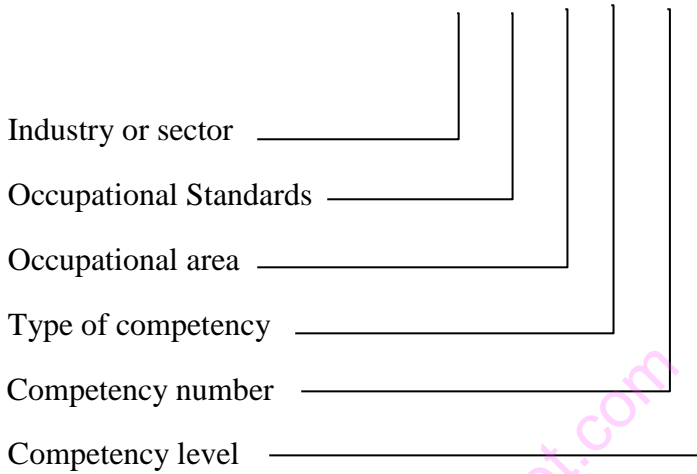 Industry or sector
Occupational Standards
Occupational area
Type of competency
Competency number
Competency level